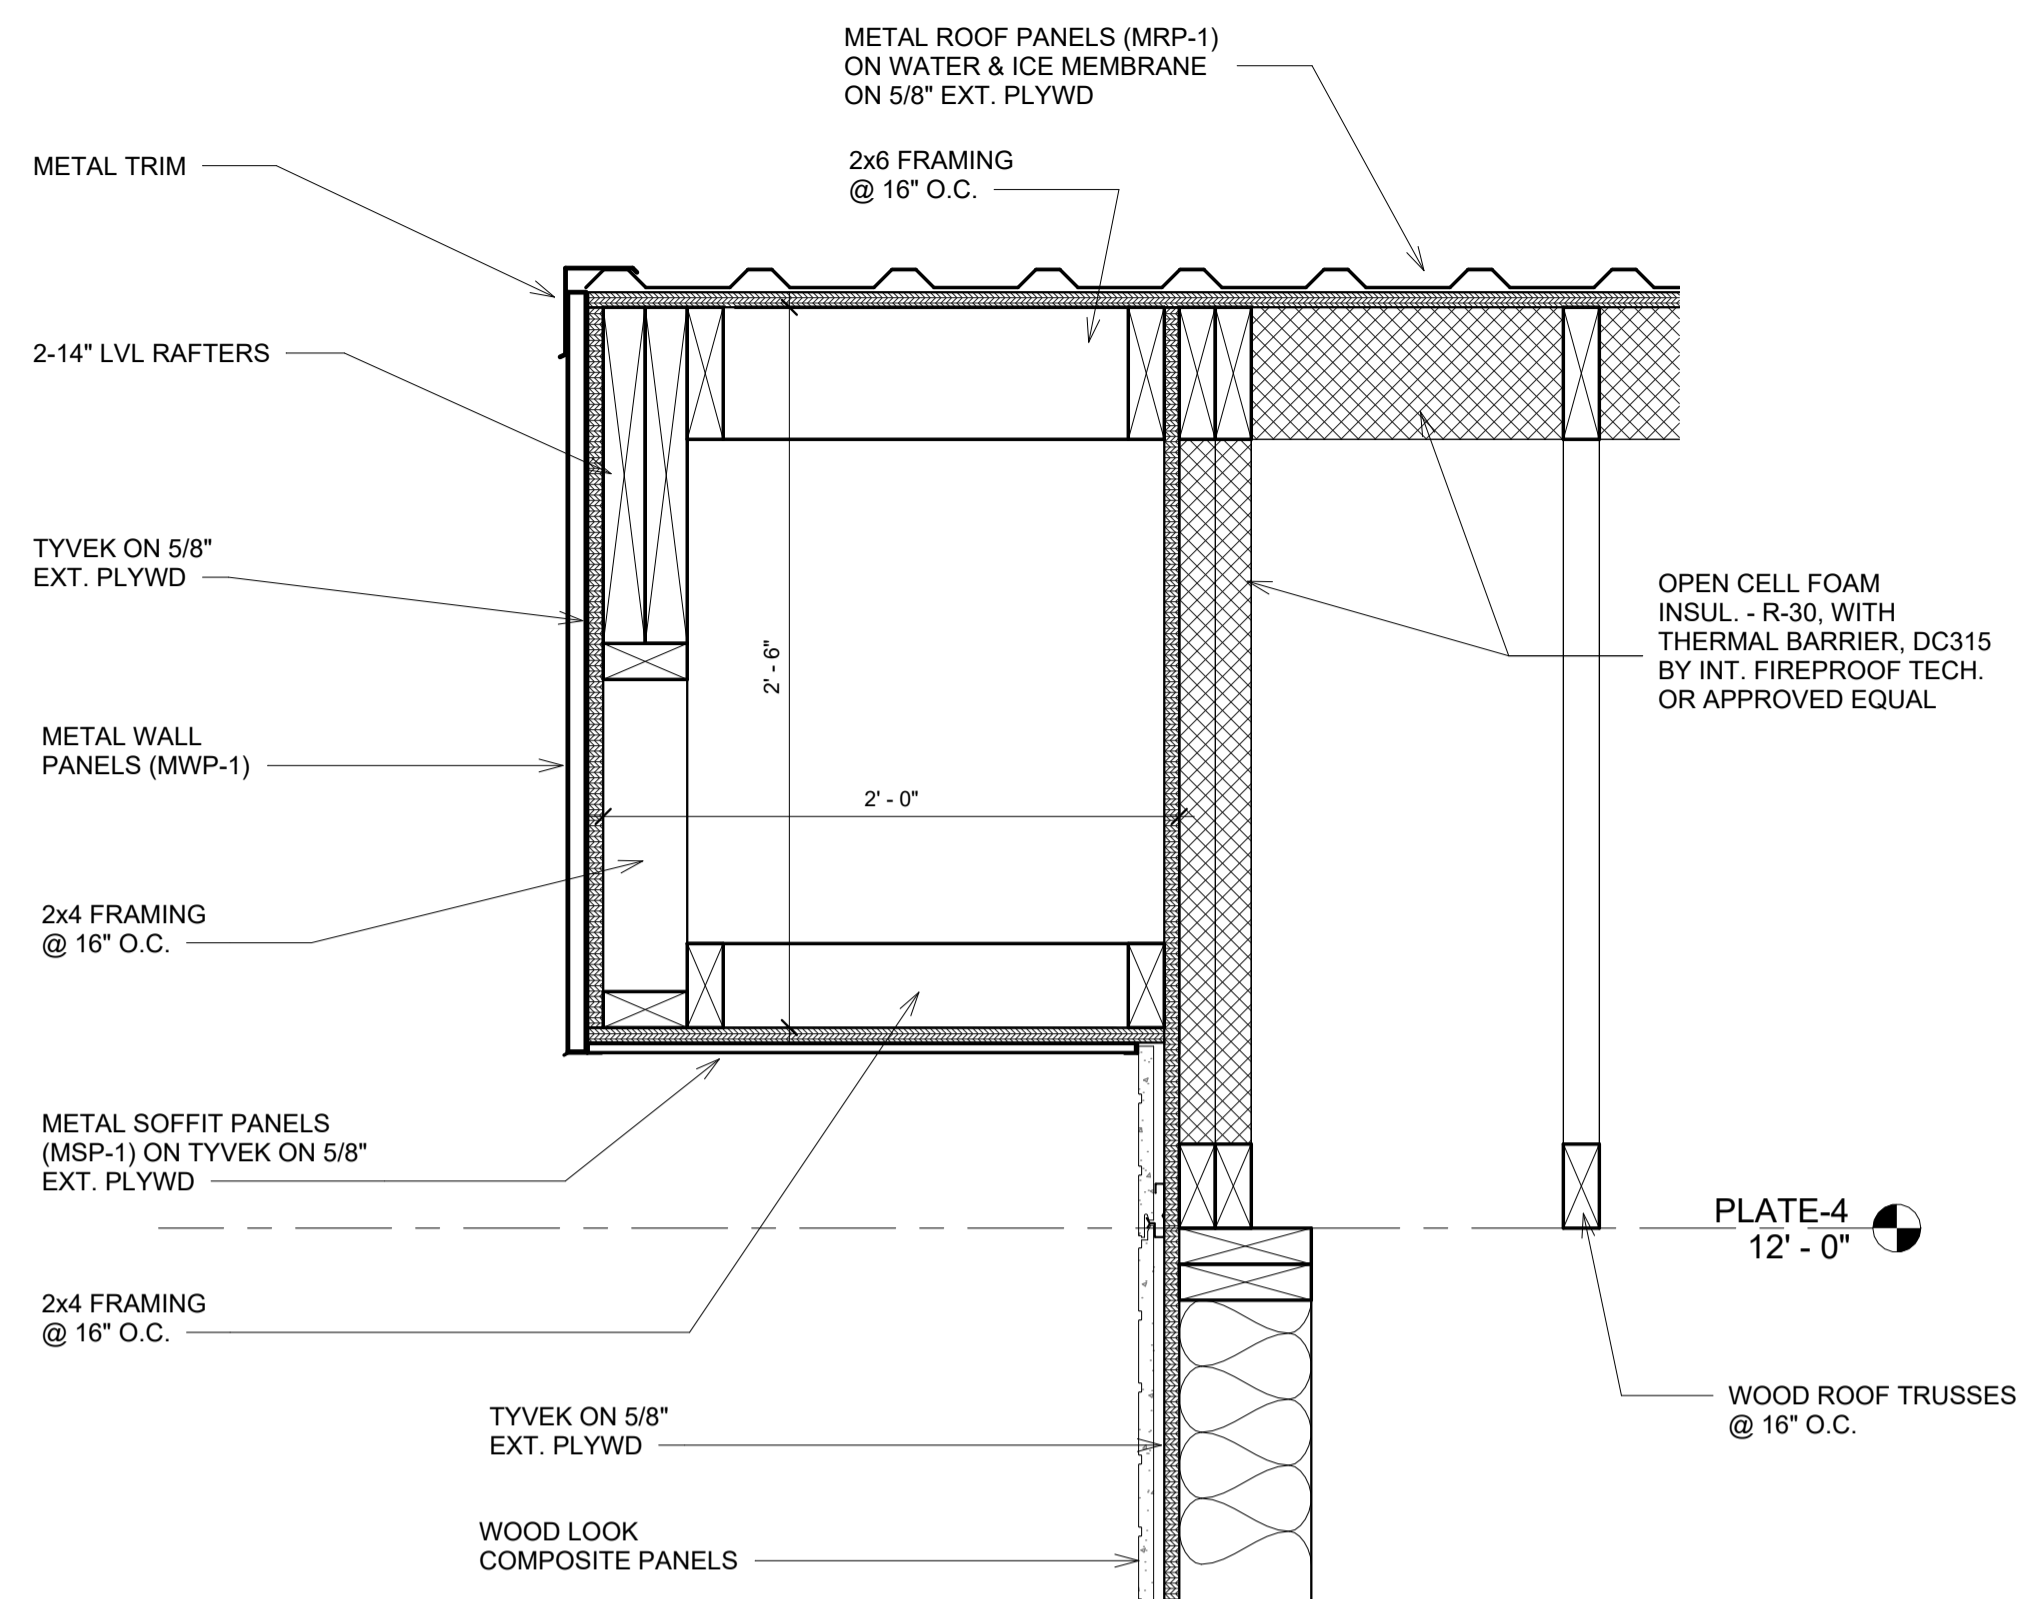 METAL ROOF PANELS (MRP-1)
ON WATER & ICE MEMBRANE
ON 5/8" EXT. PLYWD
2x6 FRAMING
@ 16" O.C.
METAL TRIM
2-14" LVL RAFTERS
TYVEK ON 5/8"
EXT. PLYWD
OPEN CELL FOAM
INSUL. - R-30, WITH
THERMAL BARRIER, DC315
BY INT. FIREPROOF TECH.
OR APPROVED EQUAL
2' - 6"
METAL WALL
PANELS (MWP-1)
2' - 0"
2x4 FRAMING
@ 16" O.C.
METAL SOFFIT PANELS
(MSP-1) ON TYVEK ON 5/8"
EXT. PLYWD
PLATE-4
12' - 0"
2x4 FRAMING
@ 16" O.C.
WOOD ROOF TRUSSES
@ 16" O.C.
TYVEK ON 5/8"
EXT. PLYWD
WOOD LOOK
COMPOSITE PANELS